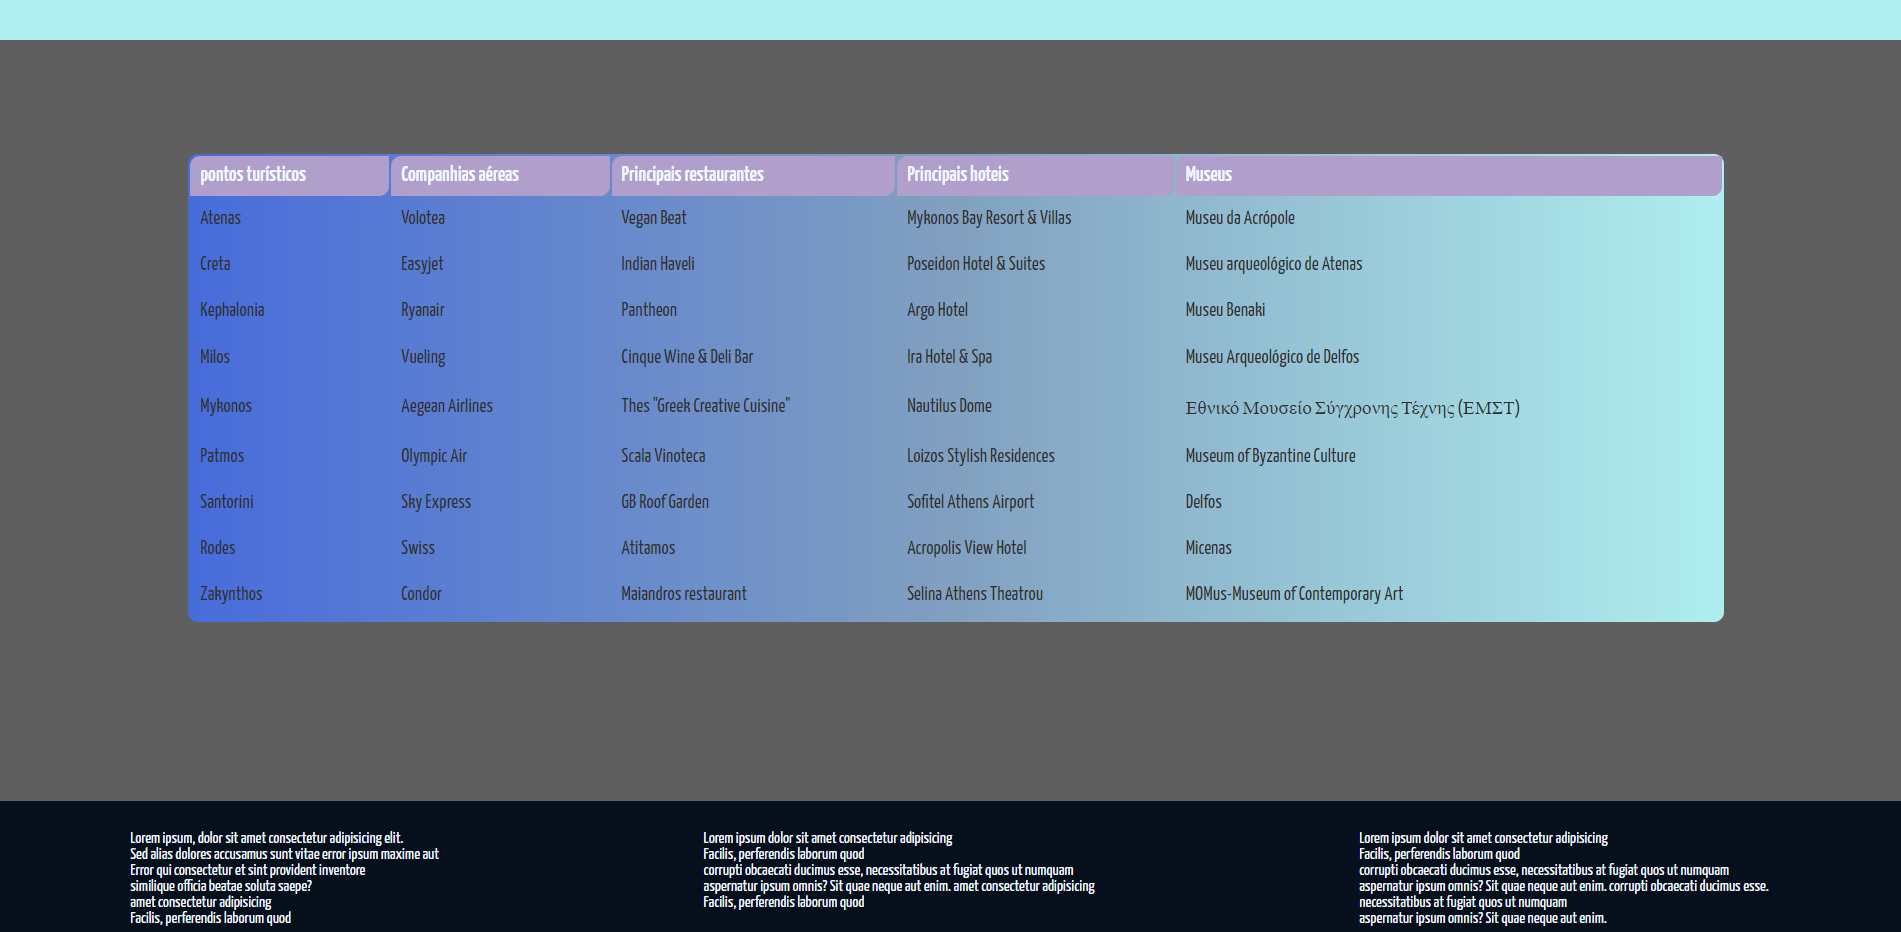 pontos turísticos Companhias aéreas Principais restaurantes Principais hoteis Museus
Atenas Volotea Vegan Beat Mykonos Bay Resort & Villas Museu da Acrópole
Creta Easyjet Indian Haveli Poseidon Hotel & Suites Museu arqueológico de Atenas
Kephalonia Ryanair Pantheon Argo Hotel Museu Benaki
Milos Vueling Cinque Wine & Deli Bar Ira Hotel & Spa Museu Arqueológico de Delfos
Mykonos Aegean Airlines Thes "Greek Creative Cuisine" Nautilus Dome Εθνικό Μουσείο Σύγχρονης Τέχνης (ΕΜΣΤ)
Patmos Olympic Air Scala Vinoteca Loizos Stylish Residences Museum of Byzantine Culture
Santorini Sky Express GB Roof Garden Sofitel Athens Airport Delfos
Rodes Swiss Atitamos Acropolis View Hotel Micenas
Zakynthos Condor Maiandros restaurant Selina Athens Theatrou MOMus-Museum of Contemporary Art
Lorem ipsum, dolor sit amet consectetur adipisicing elit.
Sed alias dolores accusamus sunt vitae error ipsum maxime aut
Error qui consectetur et sint provident inventore
similique officia beatae soluta saepe?
amet consectetur adipisicing
Facilis, perferendis laborum quod
Lorem ipsum dolor sit amet consectetur adipisicing
Facilis, perferendis laborum quod
corrupti obcaecati ducimus esse, necessitatibus at fugiat quos ut numquam
aspernatur ipsum omnis? Sit quae neque aut enim. amet consectetur adipisicing
Facilis, perferendis laborum quod
Lorem ipsum dolor sit amet consectetur adipisicing
Facilis, perferendis laborum quod
corrupti obcaecati ducimus esse, necessitatibus at fugiat quos ut numquam
aspernatur ipsum omnis? Sit quae neque aut enim. corrupti obcaecati ducimus esse.
necessitatibus at fugiat quos ut numquam
aspernatur ipsum omnis? Sit quae neque aut enim.